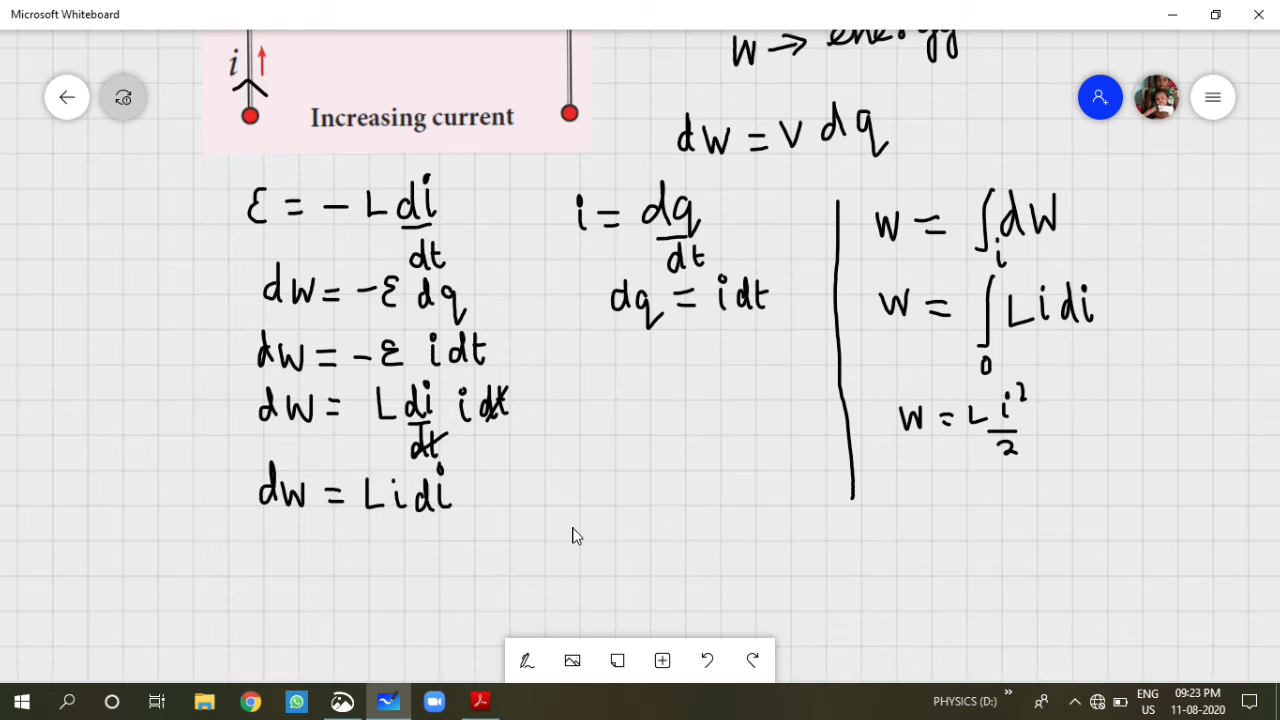 Microsoft Whiteboard
i
Increasing current
W → energy
dW = V dq
ε = - L di/dt
dW = -ε dq
dW = -ε i dt
dW = L di/dt i dt
dW = L i di
i = dq/dt
dq = i dt
W = ∫dW
W = ∫₀ⁱ L i di
W = L i²/2
PHYSICS (D:)
»
ENG
US
09:23 PM
11-08-2020